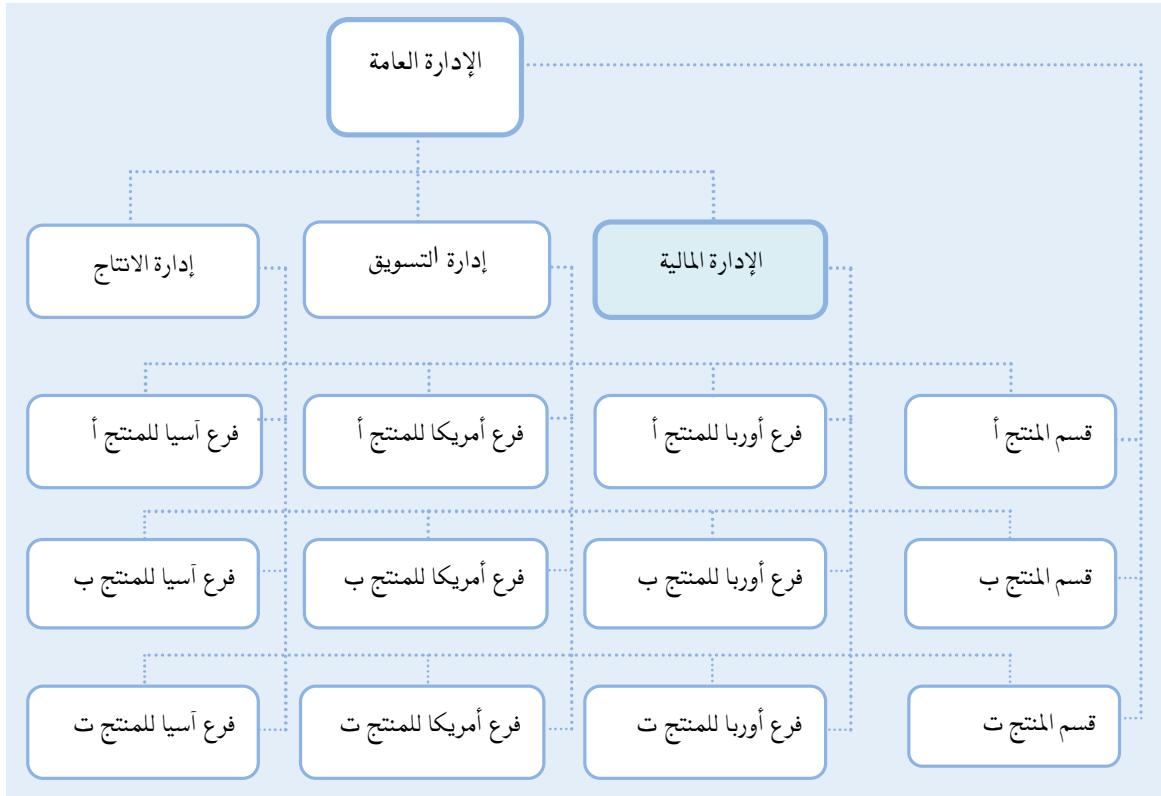 الإدارة العامة
الإدارة المالية
إدارة التسويق
إدارة الانتاج
قسم المنتج أ
فرع أوربا للمنتج أ
فرع أمريكا للمنتج أ
فرع آسيا للمنتج أ
قسم المنتج ب
فرع أوربا للمنتج ب
فرع أمريكا للمنتج ب
فرع آسيا للمنتج ب
قسم المنتج ت
فرع أوربا للمنتج ت
فرع أمريكا للمنتج ت
فرع آسيا للمنتج ت